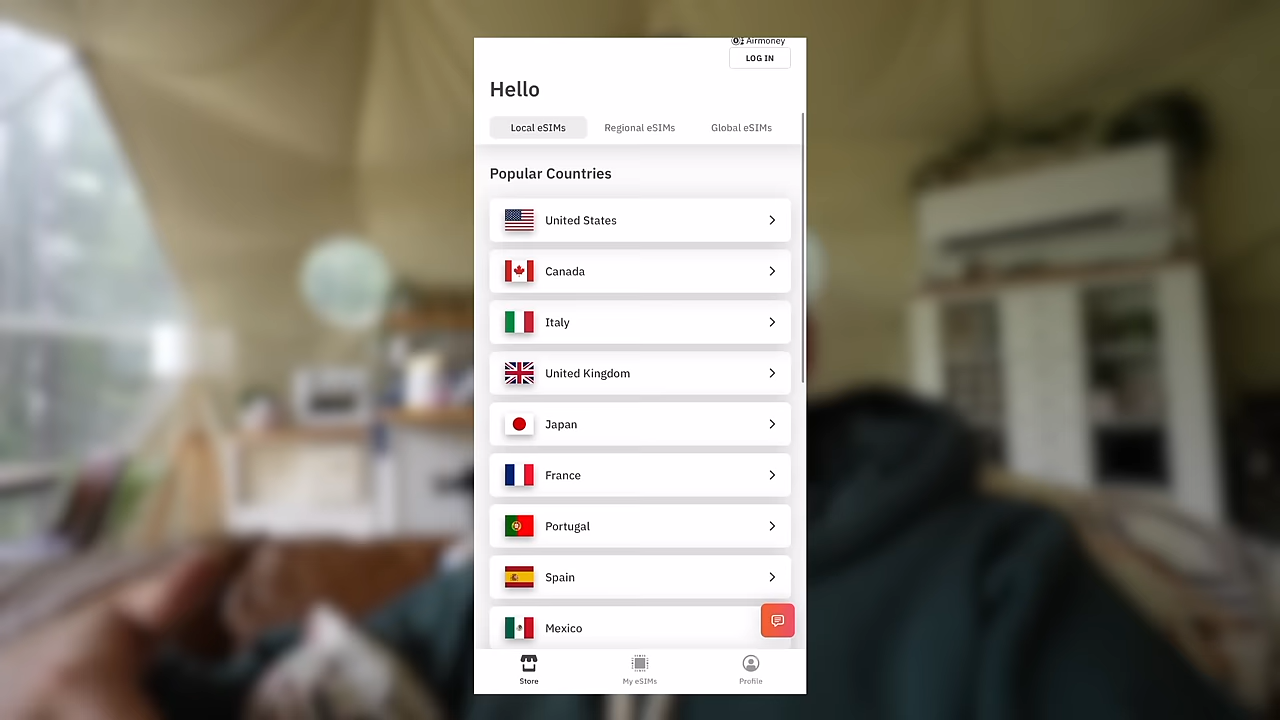 Airmoney
LOG IN
Hello
Local eSIMs
Regional eSIMs
Global eSIMs
Popular Countries
United States
Canada
Italy
United Kingdom
Japan
France
Portugal
Spain
Mexico
Store
My eSIMs
Profile